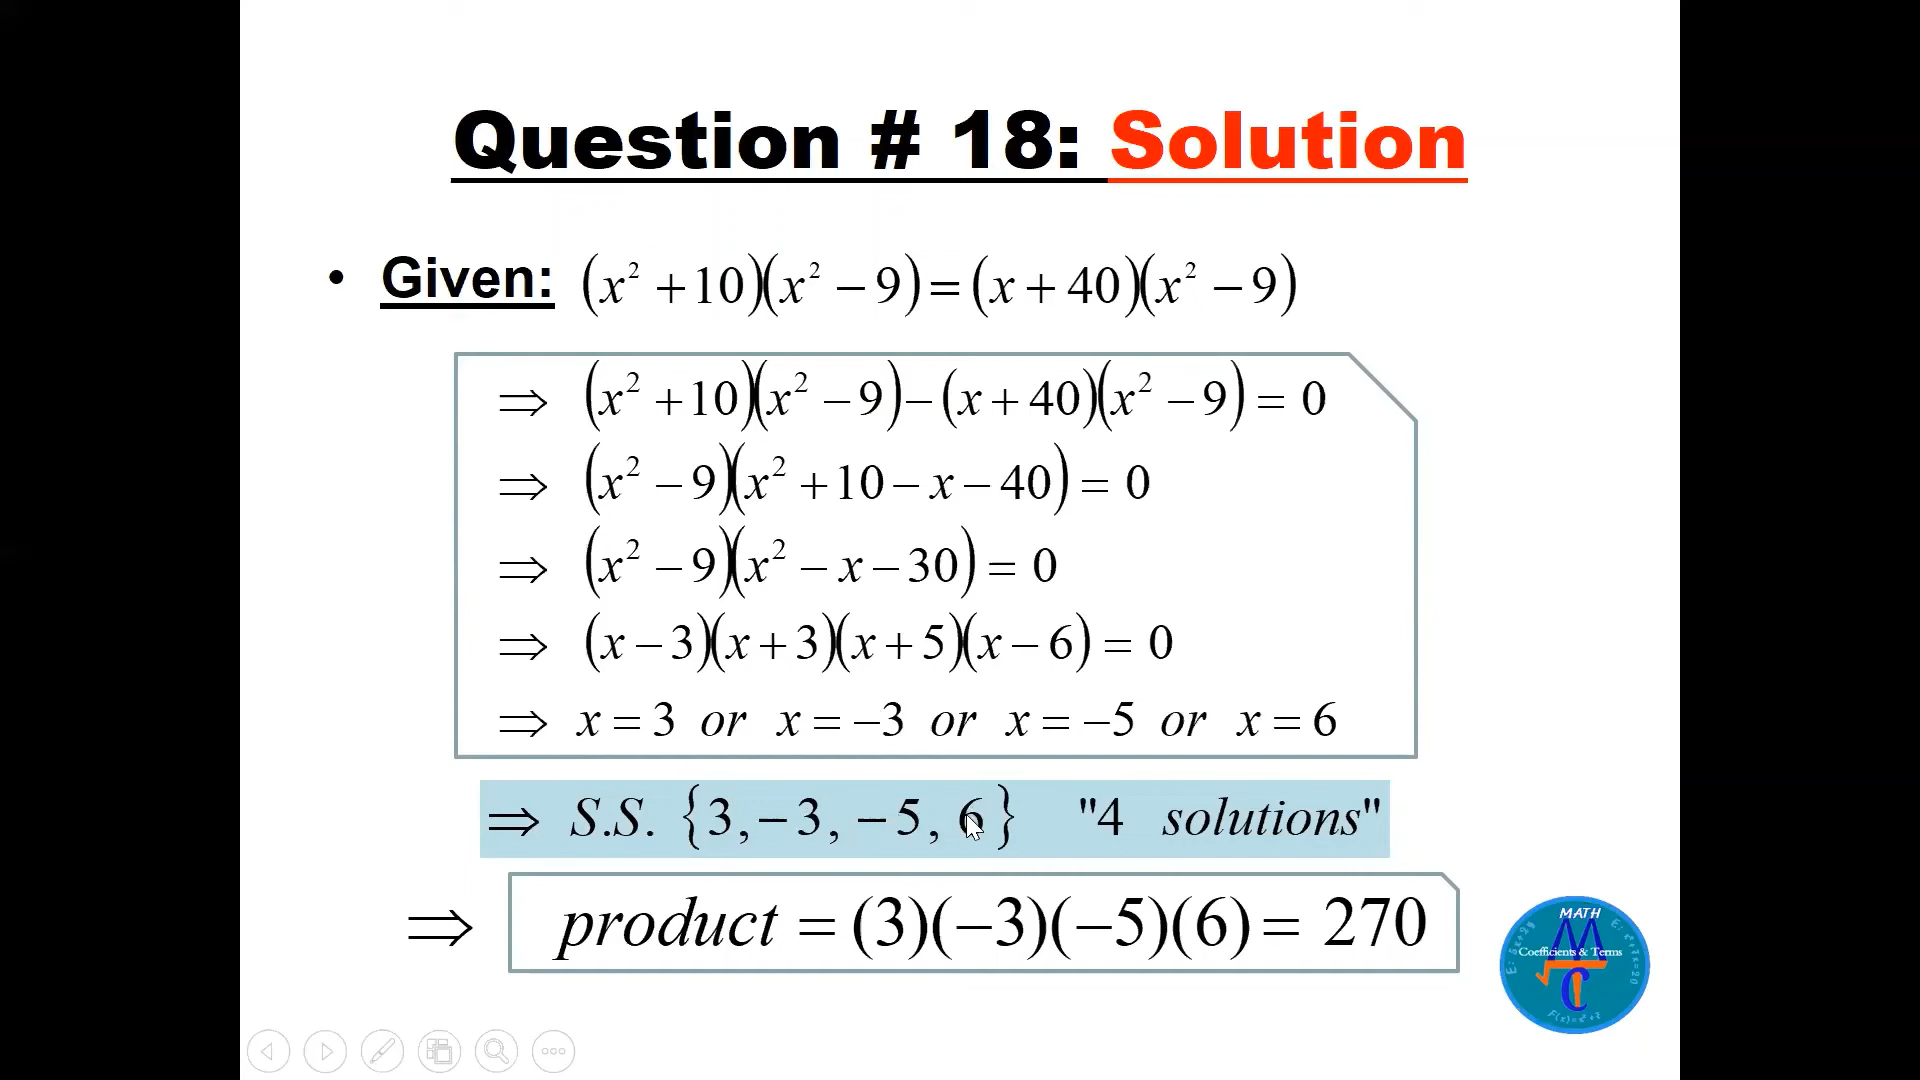 Question # 18: Solution
• Given: (x² + 10)(x² − 9) = (x + 40)(x² − 9)
⇒ (x² + 10)(x² − 9) − (x + 40)(x² − 9) = 0
⇒ (x² − 9)(x² + 10 − x − 40) = 0
⇒ (x² − 9)(x² − x − 30) = 0
⇒ (x − 3)(x + 3)(x + 5)(x − 6) = 0
⇒ x = 3 or x = −3 or x = −5 or x = 6
⇒ S.S. {3, −3, −5, 6} "4 solutions"
⇒ product = (3)(−3)(−5)(6) = 270
MATH
M
Coefficients & Terms
C